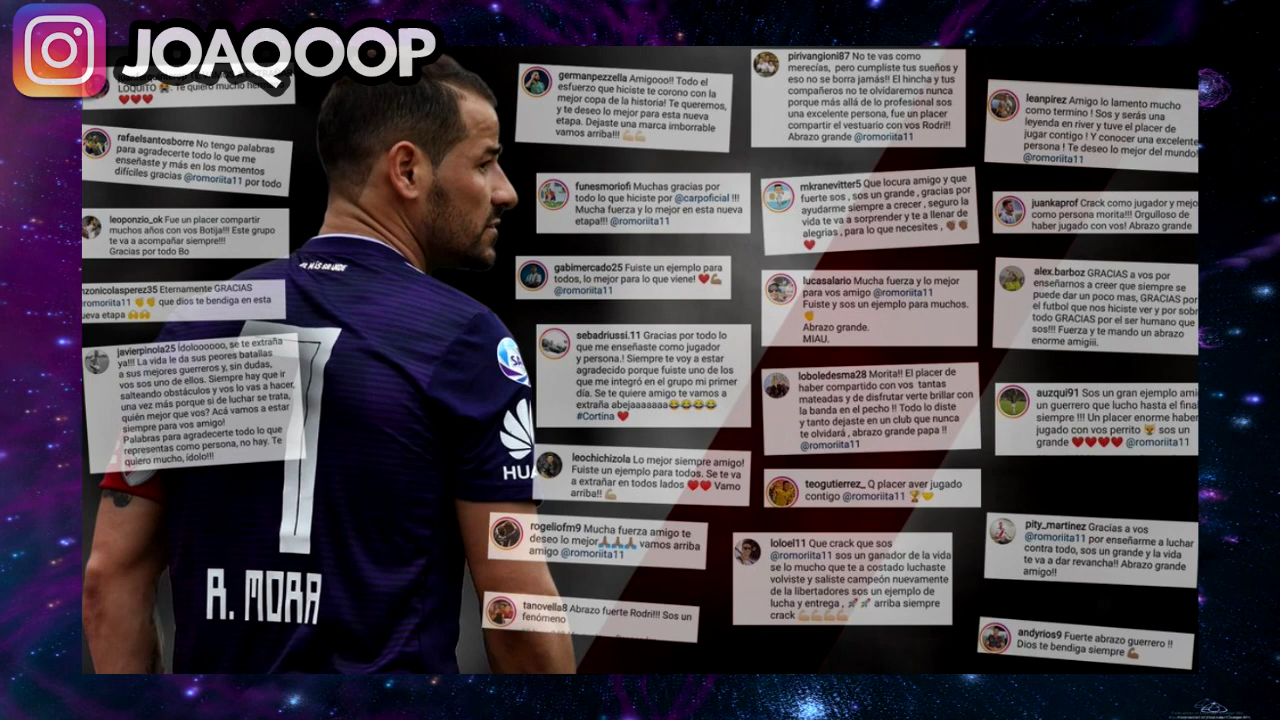 JOAQOOP
LOQUITO 😭. Te quiero mucho
❤️❤️❤️
rafaelsantosborre No tengo palabras
para agradecerte todo lo que me
enseñaste y más en los momentos
difíciles gracias @romoriita11 por todo
leoponzio_ok Fue un placer compartir
muchos años con vos Botija!!! Este grupo
te va a acompañar siempre!!!
Gracias por todo Bo
nzonicolasperez35 Eternamente GRACIAS
romoriita11 👏👏 que dios te bendiga en esta
ueva etapa 🙌🙌
javierpinola25 Ídoloooooo, se te extraña
ya!!! La vida le da sus peores batallas
a sus mejores guerreros y, sin dudas,
vos sos uno de ellos. Siempre hay que ir
salteando obstáculos y vos lo vas a hacer,
una vez más porque si de luchar se trata,
quién mejor que vos? Acá vamos a estar
siempre para vos amigo!
Palabras para agradecerte todo lo que
representas como persona, no hay. Te
quiero mucho, ídolo!!!
MÁS GRANDE
R. MORA
HUA
germanpezzella Amigooo!! Todo el
esfuerzo que hiciste te corono con la
mejor copa de la historia! Te queremos,
y te deseo lo mejor para esta nueva
etapa. Dejaste una marca imborrable
vamos arriba!!! 💪🏼💪🏼
funesmoriofi Muchas gracias por
todo lo que hiciste por @carpoficial !!!
Mucha fuerza y lo mejor en esta nueva
etapa!!! @romoriita11
gabimercado25 Fuiste un ejemplo para
todos, lo mejor para lo que viene! ❤️💪🏽
@romoriita11
sebadriussi.11 Gracias por todo lo
que me enseñaste como jugador
y persona.! Siempre te voy a estar
agradecido porque fuiste uno de los
que me integró en el grupo mi primer
día. Se te quiere amigo te vamos a
extraña abejaaaaaaa😂😂😂😂
#Cortina ❤️
leochichizola Lo mejor siempre amigo!
Fuiste un ejemplo para todos. Se te va
a extrañar en todos lados ❤️❤️ Vamo
arriba!! 💪🏼
rogeliofm9 Mucha fuerza amigo te
deseo lo mejor🙏🏽🙏🏽🙏🏽 vamos arriba
amigo @romoriita11
tanovella8 Abrazo fuerte Rodri!!! Sos un
fenómeno
pirivangioni87 No te vas como
merecías, pero cumpliste tus sueños y
eso no se borra jamás!! El hincha y tus
compañeros no te olvidaremos nunca
porque más allá de lo profesional sos
una excelente persona, fue un placer
compartir el vestuario con vos Rodri!!
Abrazo grande @romoriita11
mkranevitter5 Que locura amigo y que
fuerte sos , sos un grande , gracias por
ayudarme siempre a crecer , seguro la
vida te va a sorprender y te a llenar de
alegrias , para lo que necesites , 👏🏾👏🏾
❤️
lucasalario Mucha fuerza y lo mejor
para vos amigo @romoriita11
Fuiste y sos un ejemplo para muchos.
👏
Abrazo grande.
MIAU.
loboledesma28 Morita!! El placer de
haber compartido con vos tantas
mateadas y de disfrutar verte brillar con
la banda en el pecho !! Todo lo diste
y tanto dejaste en un club que nunca
te olvidará , abrazo grande papa !!
@romoriita11
teogutierrez_ Q placer aver jugado
contigo @romoriita11 🏆🤝
loloel11 Que crack que sos
@romoriita11 sos un ganador de la vida
se lo mucho que te a costado luchaste
volviste y saliste campeón nuevamente
de la libertadores sos un ejemplo de
lucha y entrega , 🚀 🚀 arriba siempre
crack 💪🏼💪🏼💪🏼💪🏼
leanpirez Amigo lo lamento mucho
como termino ! Sos y serás una
leyenda en river y tuve el placer de
jugar contigo ! Y conocer una excelente
persona ! Te deseo lo mejor del mundo!
@romoriita11
juankaprof Crack como jugador y mejo
como persona morita!!! Orgulloso de
haber jugado con vos! Abrazo grande
alex.barboz GRACIAS a vos por
enseñarnos a creer que siempre se
puede dar un poco mas, GRACIAS por
el futbol que nos hiciste ver y por sobr
todo GRACIAS por el ser humano que
sos!!! Fuerza y te mando un abrazo
enorme amigiii.
auzqui91 Sos un gran ejemplo ami
un guerrero que lucho hasta el final
siempre !!! Un placer enorme haber
jugado con vos perrito 🏆 sos un
grande ❤️❤️❤️❤️ @romoriita11
pity_martinez Gracias a vos
@romoriita11 por enseñarme a luchar
contra todo, sos un grande y la vida
te va a dar revancha!! Abrazo grande
amigo!!
andyrios9 Fuerte abrazo guerrero !!
Dios te bendiga siempre 💪🏽